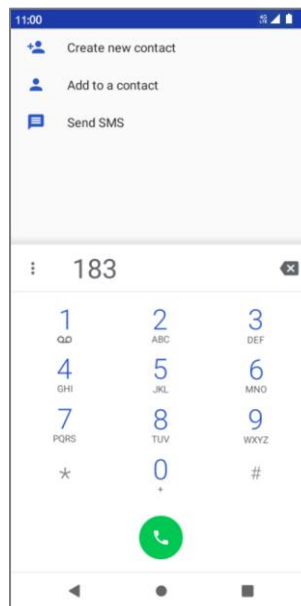 11:00
Create new contact
Add to a contact
Send SMS
183
1 2 3
ABC DEF
4 5 6
GHI JKL MNO
7 8 9
PQRS TUV WXYZ
* 0 #
+